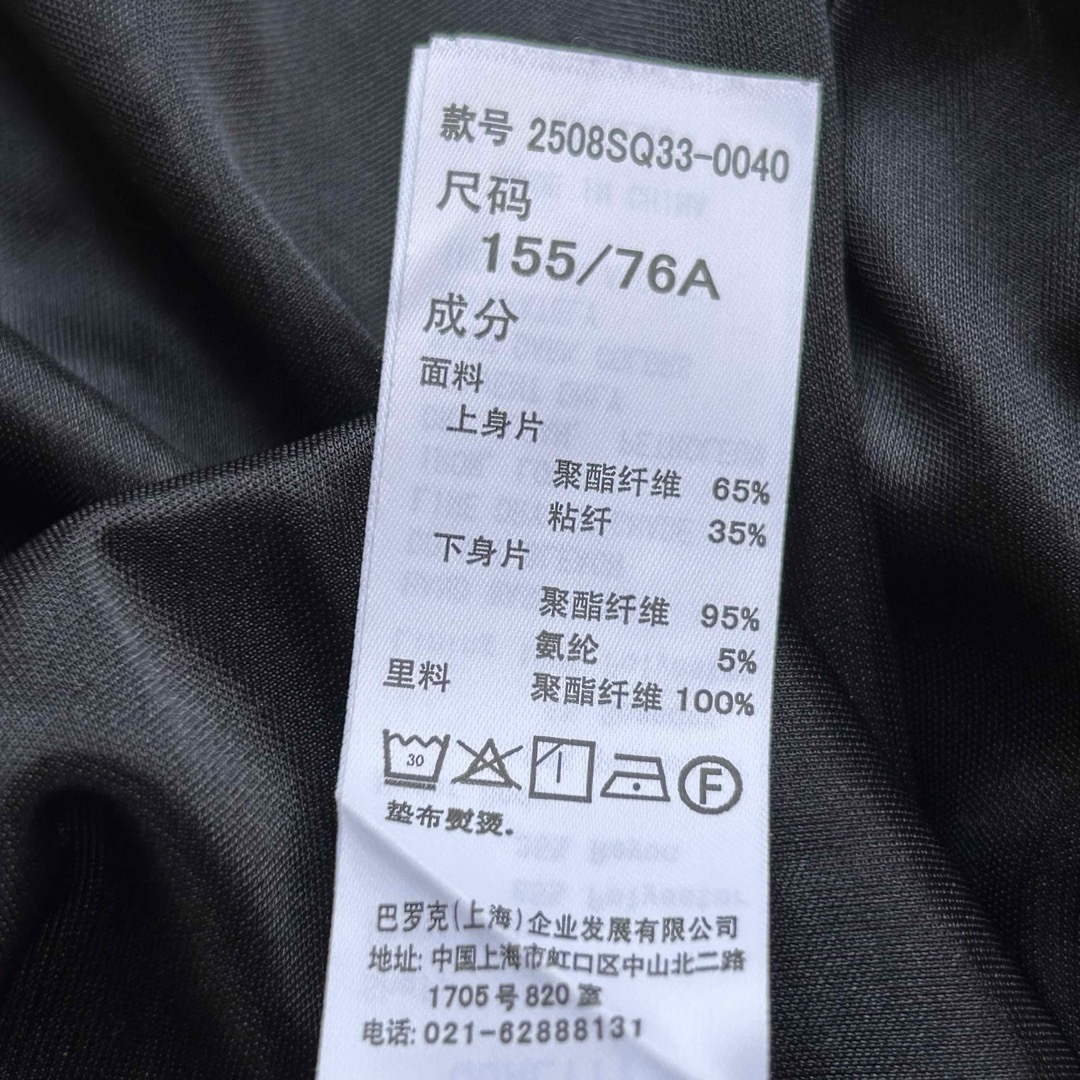 款号 2508SQ33-0040
尺码
155/76A
成分
面料
上身片
聚酯纤维 65%
粘纤 35%
下身片
聚酯纤维 95%
氨纶 5%
里料 聚酯纤维 100%
30
F
垫布熨烫.
巴罗克(上海)企业发展有限公司
地址: 中国上海市虹口区中山北二路
1705号820室
电话: 021-62888131